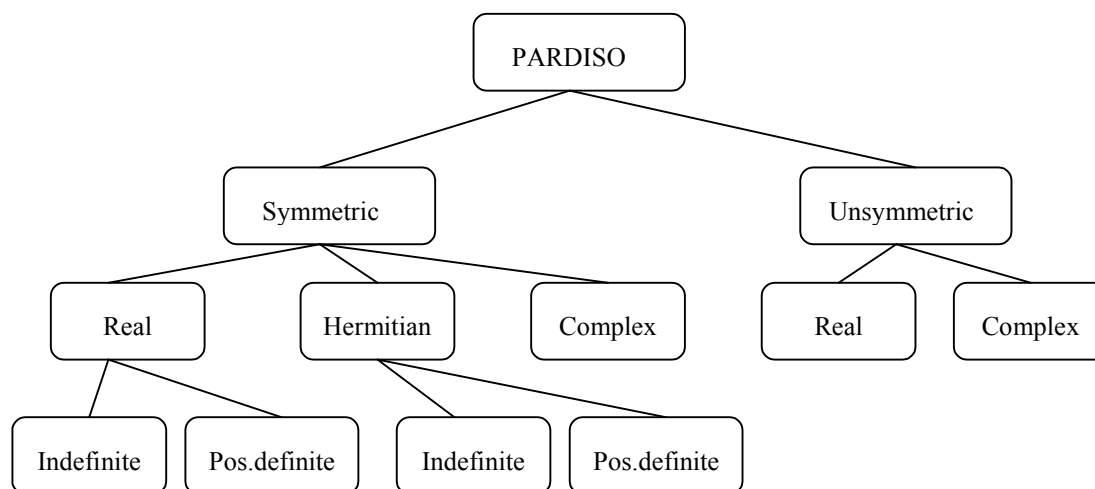 PARDISO
Symmetric Unsymmetric
Real Hermitian Complex Real Complex
Indefinite Pos.definite Indefinite Pos.definite